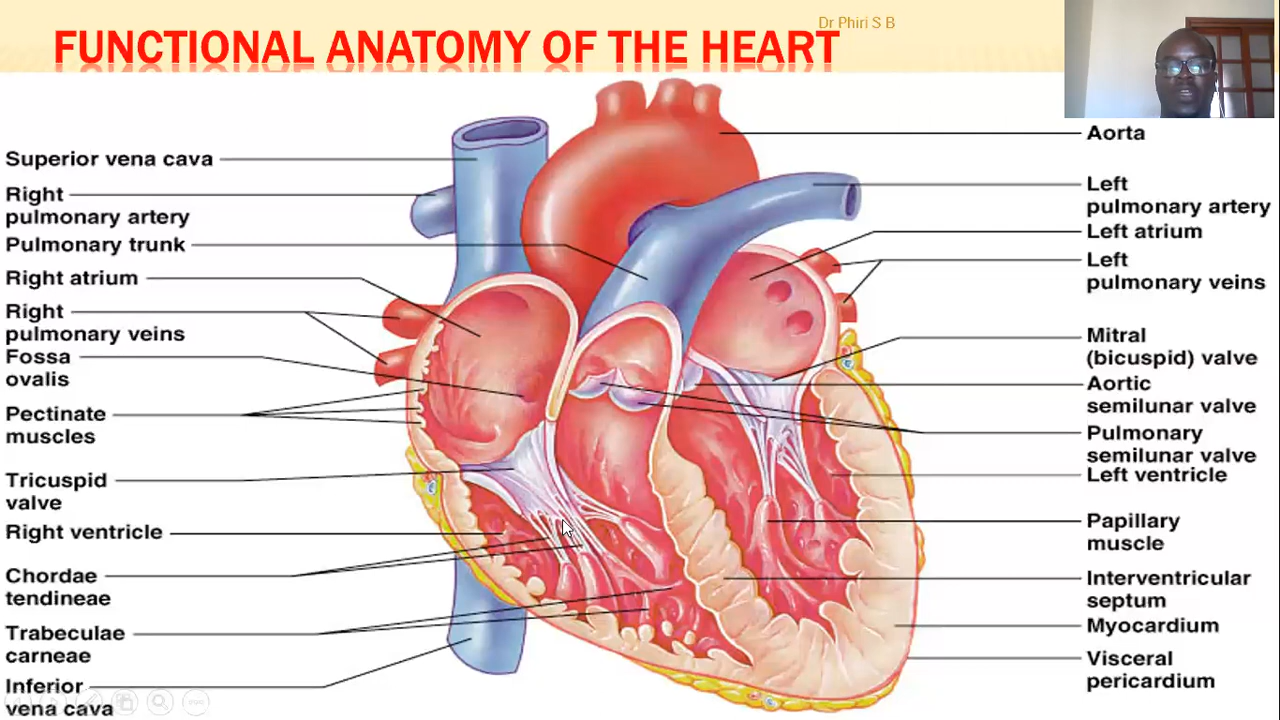 Dr Phiri S B
FUNCTIONAL ANATOMY OF THE HEART
Superior vena cava
Right
pulmonary artery
Pulmonary trunk
Right atrium
Right
pulmonary veins
Fossa
ovalis
Pectinate
muscles
Tricuspid
valve
Right ventricle
Chordae
tendineae
Trabeculae
carneae
Inferior
vena cava
Aorta
Left
pulmonary artery
Left atrium
Left
pulmonary veins
Mitral
(bicuspid) valve
Aortic
semilunar valve
Pulmonary
semilunar valve
Left ventricle
Papillary
muscle
Interventricular
septum
Myocardium
Visceral
pericardium